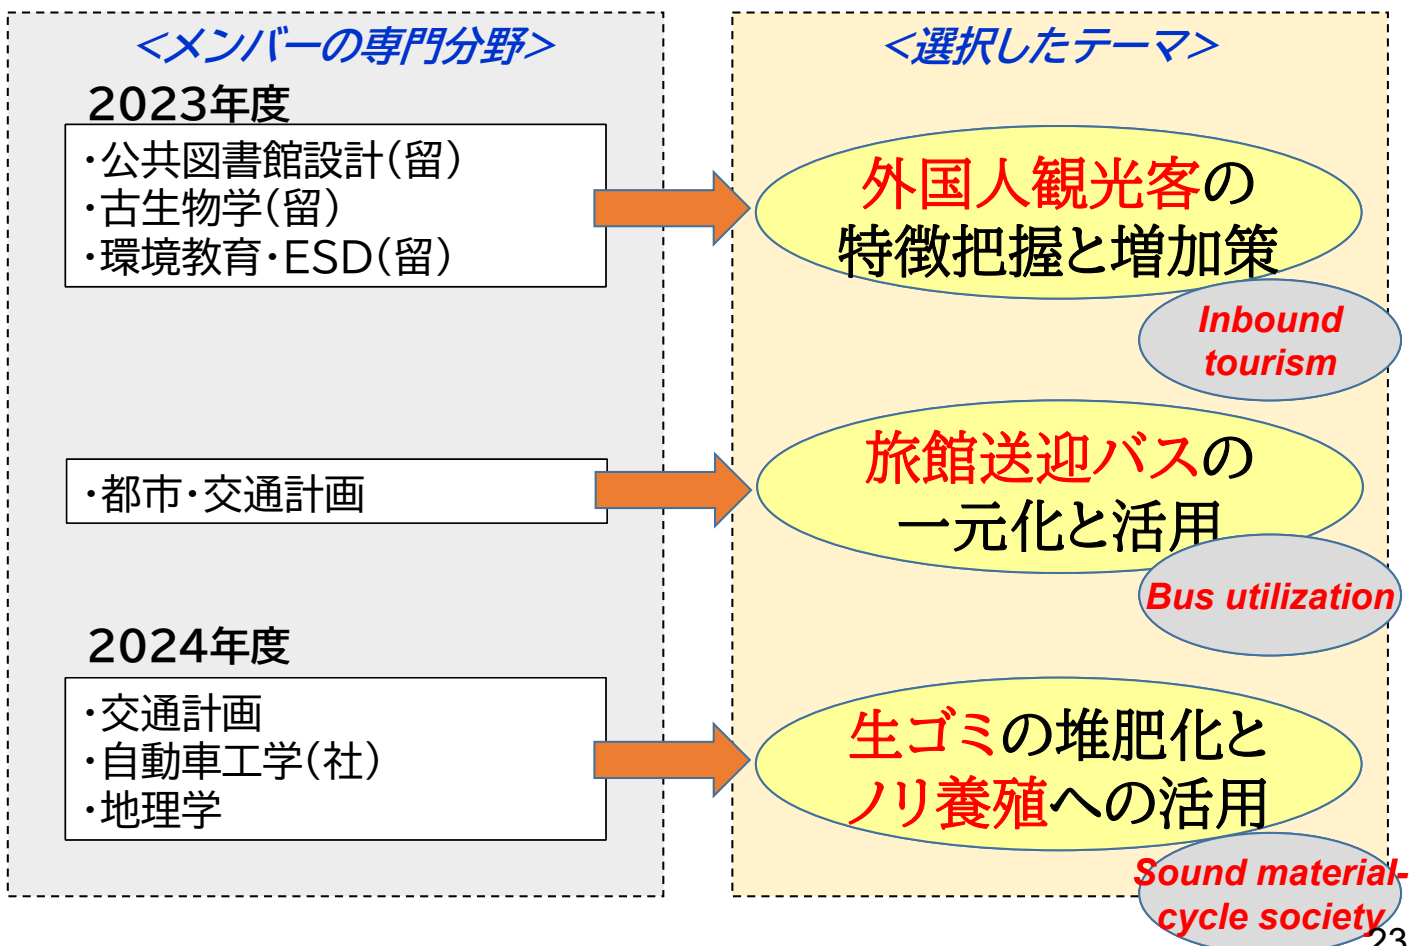 <メンバーの専門分野>
2023年度
・公共図書館設計(留)
・古生物学(留)
・環境教育・ESD(留)
・都市・交通計画
2024年度
・交通計画
・自動車工学(社)
・地理学
<選択したテーマ>
外国人観光客の
特徴把握と増加策
Inbound
tourism
旅館送迎バスの
一元化と活用
Bus utilization
生ゴミの堆肥化と
ノリ養殖への活用
Sound material-
cycle society
23